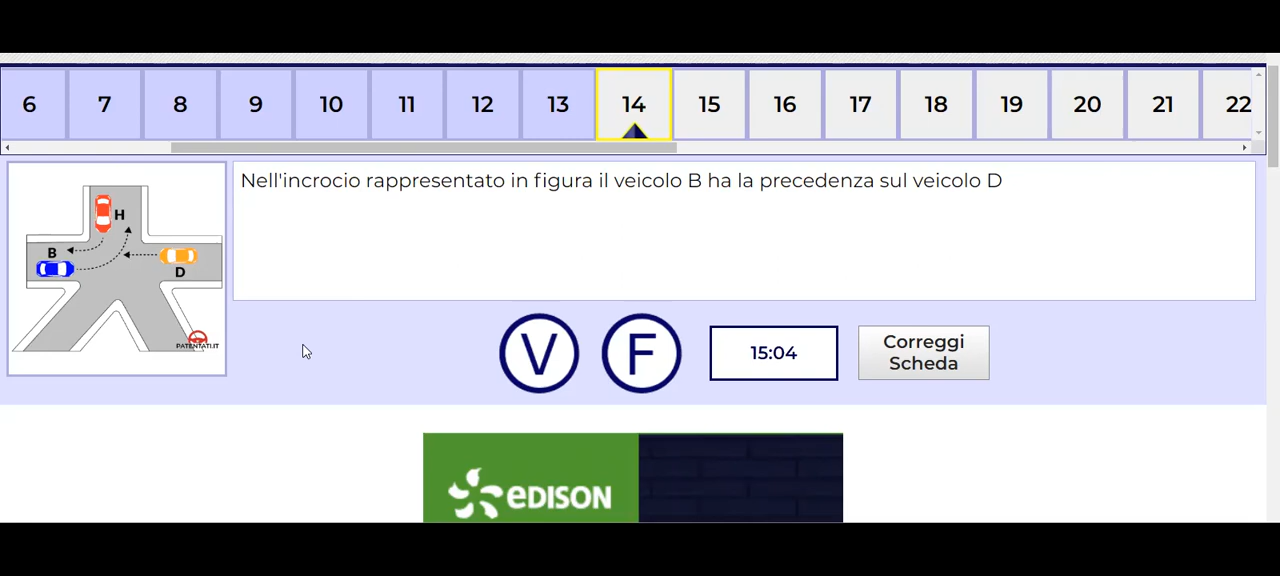 6 7 8 9 10 11 12 13 14 15 16 17 18 19 20 21 22
Nell'incrocio rappresentato in figura il veicolo B ha la precedenza sul veicolo D
H
B
D
PATENTATI.IT
V F 15:04 Correggi
Scheda
eDISON